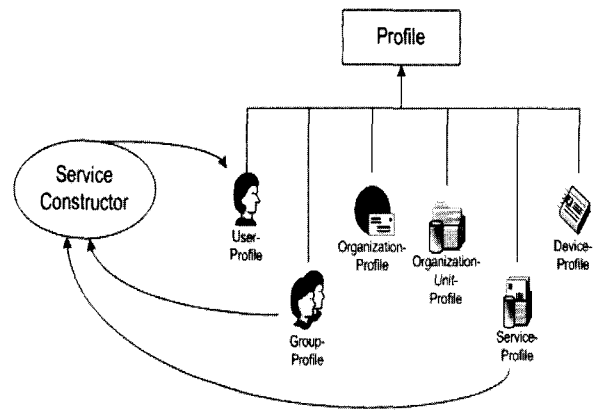 Profile
Service
Constructor
User-
Profile
Organization-
Profile
Organization-
Unit-
Profile
Device-
Profile
Group-
Profile
Service-
Profile